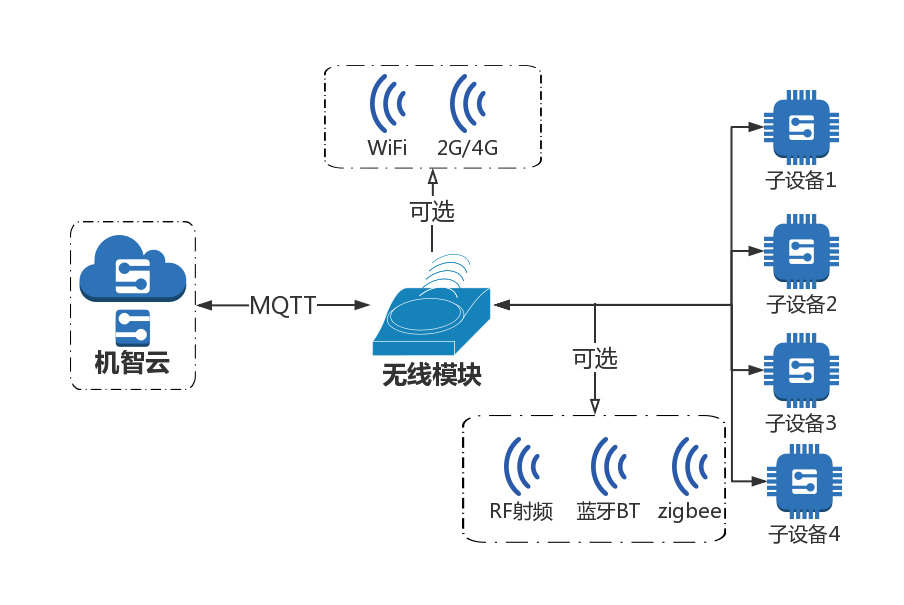 WiFi 2G/4G
可选
机智云
MQTT
无线模块
可选
RF射频 蓝牙BT zigbee
子设备1
子设备2
子设备3
子设备4